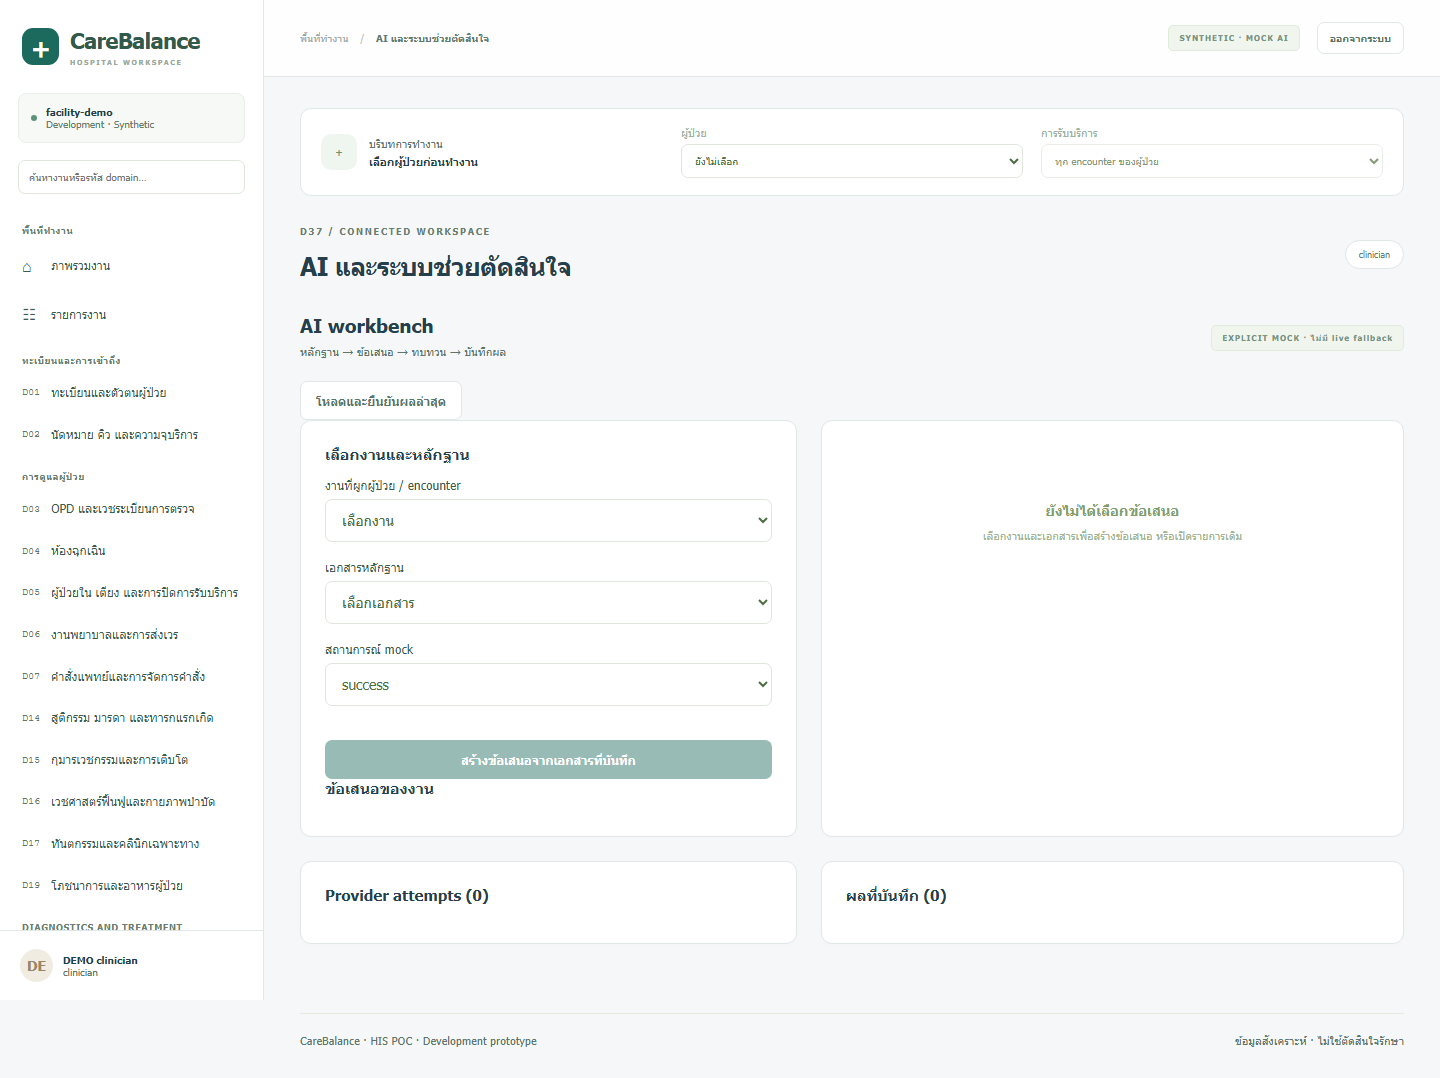 CareBalance
HOSPITAL WORKSPACE
facility-demo
Development · Synthetic
ค้นหางานหรือรหัส domain...
พื้นที่ทำงาน
ภาพรวมงาน
รายการงาน
ทะเบียนและการเข้าถึง
D01 ทะเบียนและตัวตนผู้ป่วย
D02 นัดหมาย คิว และความจุบริการ
การดูแลผู้ป่วย
D03 OPD และเวชระเบียนการตรวจ
D04 ห้องฉุกเฉิน
D05 ผู้ป่วยใน เตียง และการปิดการรับบริการ
D06 งานพยาบาลและการส่งเวร
D07 คำสั่งแพทย์และการจัดการคำสั่ง
D14 สูติกรรม มารดา และทารกแรกเกิด
D15 กุมารเวชกรรมและการเติบโต
D16 เวชศาสตร์ฟื้นฟูและกายภาพบำบัด
D17 ทันตกรรมและคลินิกเฉพาะทาง
D19 โภชนาการและอาหารผู้ป่วย
DIAGNOSTICS AND TREATMENT
DE
DEMO clinician
clinician
พื้นที่ทำงาน / AI และระบบช่วยตัดสินใจ
SYNTHETIC · MOCK AI
ออกจากระบบ
บริบทการทำงาน
เลือกผู้ป่วยก่อนทำงาน
ผู้ป่วย
ยังไม่เลือก
การรับบริการ
ทุก encounter ของผู้ป่วย
D37 / CONNECTED WORKSPACE
AI และระบบช่วยตัดสินใจ
clinician
AI workbench
หลักฐาน → ข้อเสนอ → ทบทวน → บันทึกผล
EXPLICIT MOCK · ไม่มี live fallback
โหลดและยืนยันผลล่าสุด
เลือกงานและหลักฐาน
งานที่ผูกผู้ป่วย / encounter
เลือกงาน
เอกสารหลักฐาน
เลือกเอกสาร
สถานการณ์ mock
success
สร้างข้อเสนอจากเอกสารที่บันทึก
ข้อเสนอของงาน
ยังไม่ได้เลือกข้อเสนอ
เลือกงานและเอกสารเพื่อสร้างข้อเสนอ หรือเปิดรายการเดิม
Provider attempts (0)
ผลที่บันทึก (0)
CareBalance · HIS POC · Development prototype
ข้อมูลสังเคราะห์ · ไม่ใช้ตัดสินใจรักษา